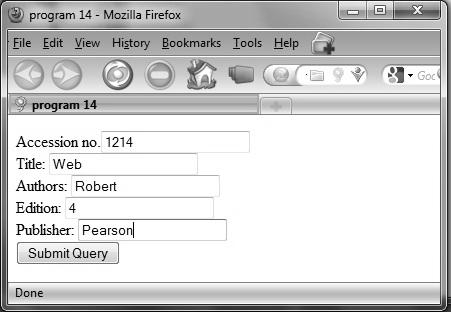 program 14 - Mozilla Firefox
File Edit View History Bookmarks Tools Help
Goo
program 14
Accession no. 1214
Title: Web
Authors: Robert
Edition: 4
Publisher: Pearson
Submit Query
Done